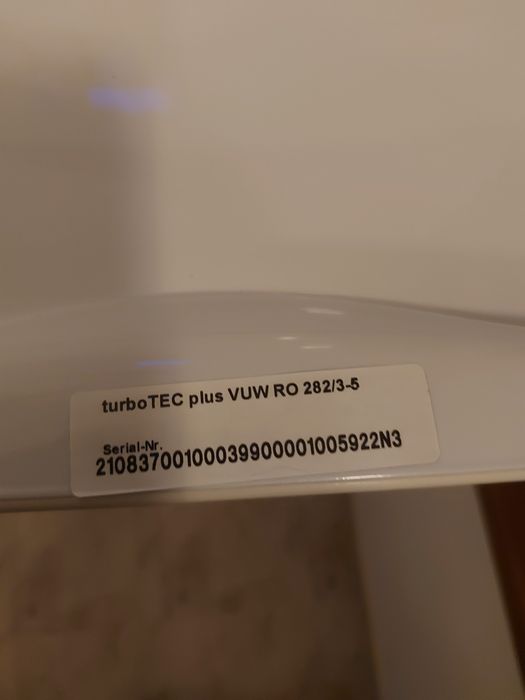 turboTEC plus VUW RO 282/3-5
Serial-Nr.
21083700100039900001005922N3